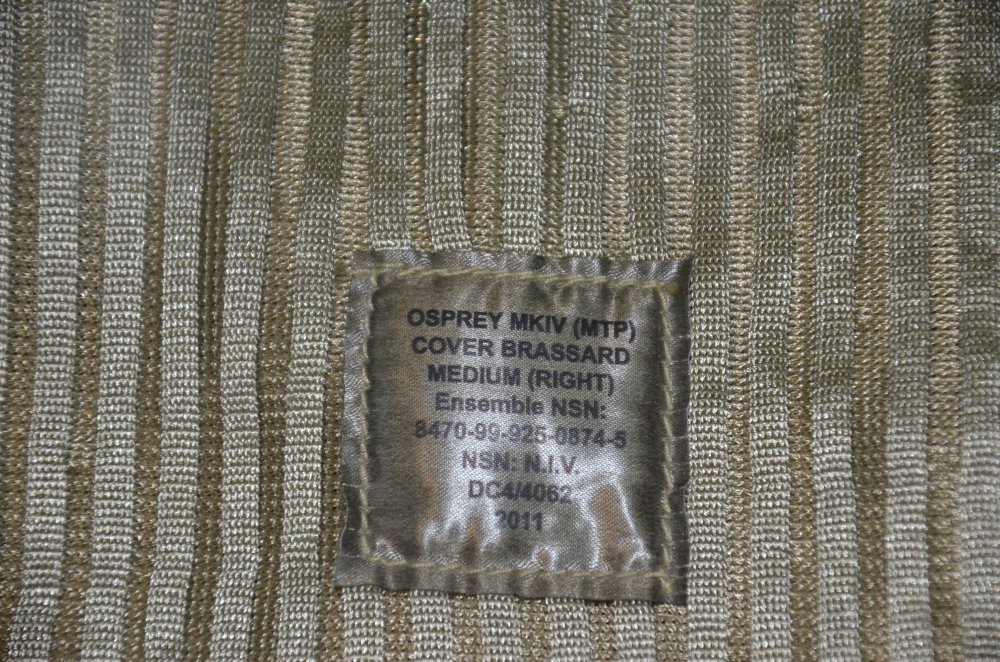 OSPREY MKIV (MTP)
COVER BRASSARD
MEDIUM (RIGHT)
Ensemble NSN:
8470-99-925-0874-5
NSN: N.I.V.
DC4/4062
2011